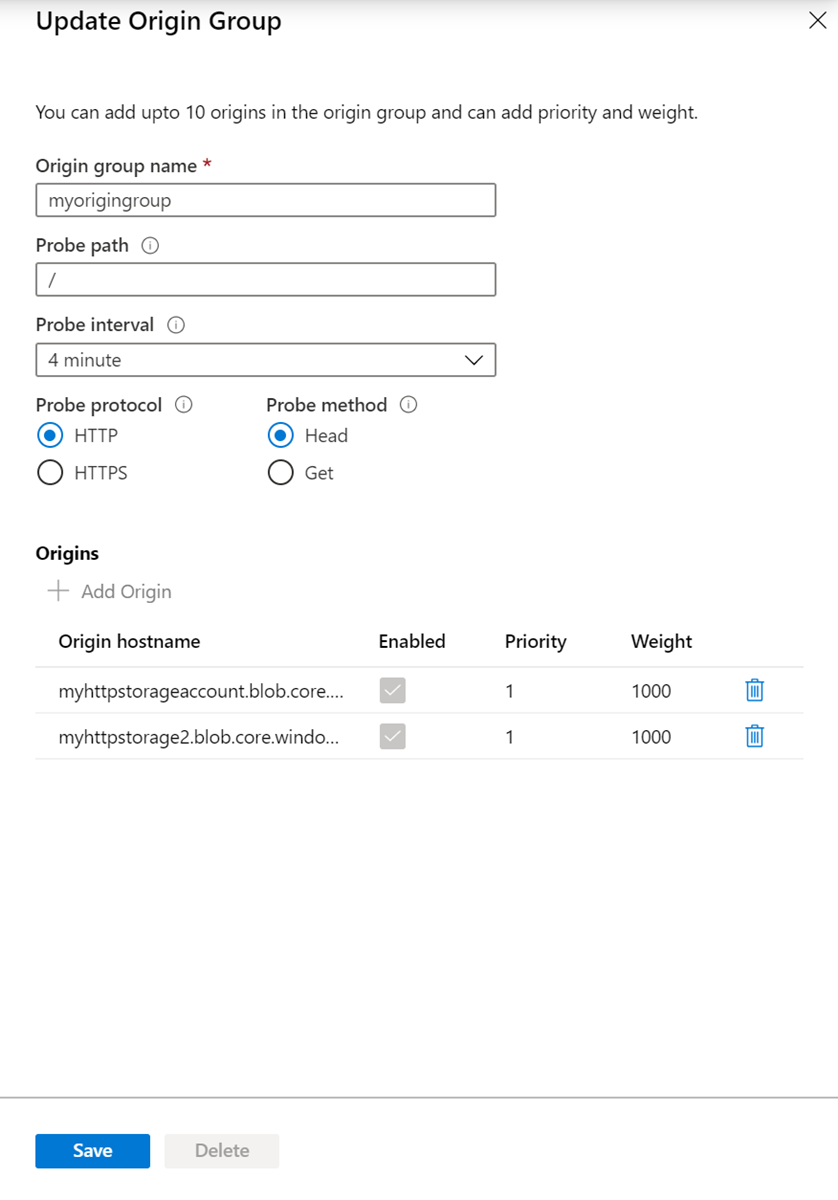 Update Origin Group
You can add upto 10 origins in the origin group and can add priority and weight.
Origin group name *
myorigingroup
Probe path
/
Probe interval
4 minute
Probe protocol Probe method
HTTP Head
HTTPS Get
Origins
Add Origin
Origin hostname Enabled Priority Weight
myhttpstorageaccount.blob.core.... 1 1000
myhttpstorage2.blob.core.windo... 1 1000
Save Delete